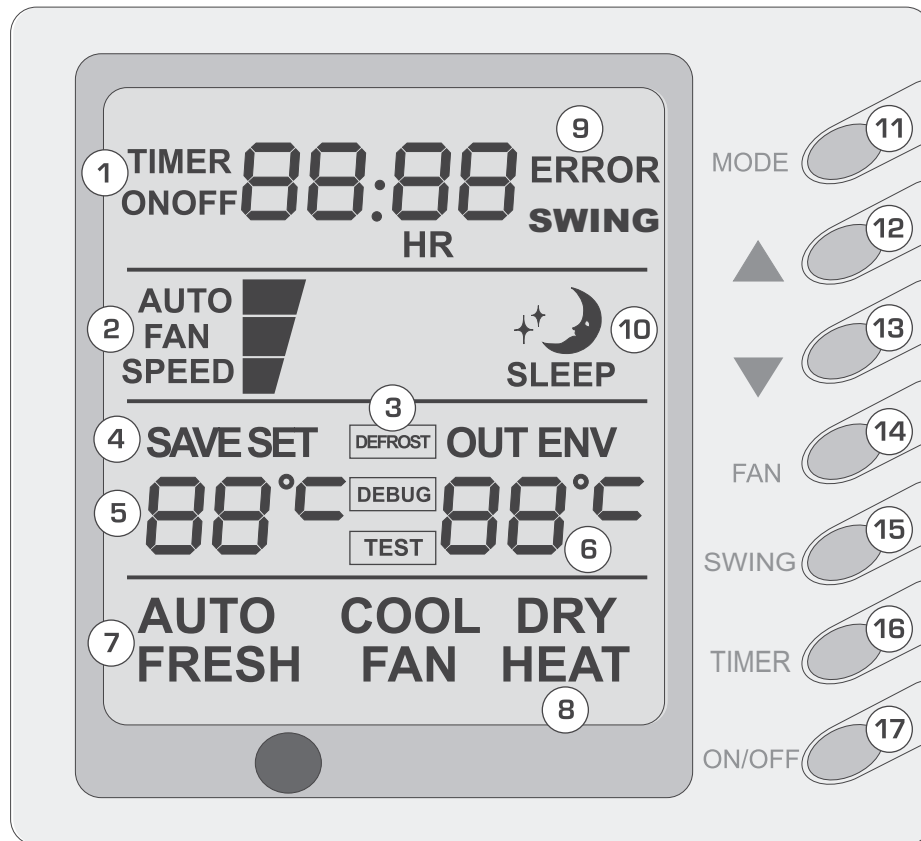 1
TIMER
ONOFF
88:88
HR
9
ERROR
SWING
2
AUTO
FAN
SPEED
10
SLEEP
3
4
SAVE SET
DEFROST
OUT ENV
5
88°C
DEBUG
TEST
88°C
6
7
AUTO COOL DRY
FRESH FAN HEAT
8
MODE 11
12
13
FAN 14
SWING 15
TIMER 16
ON/OFF 17